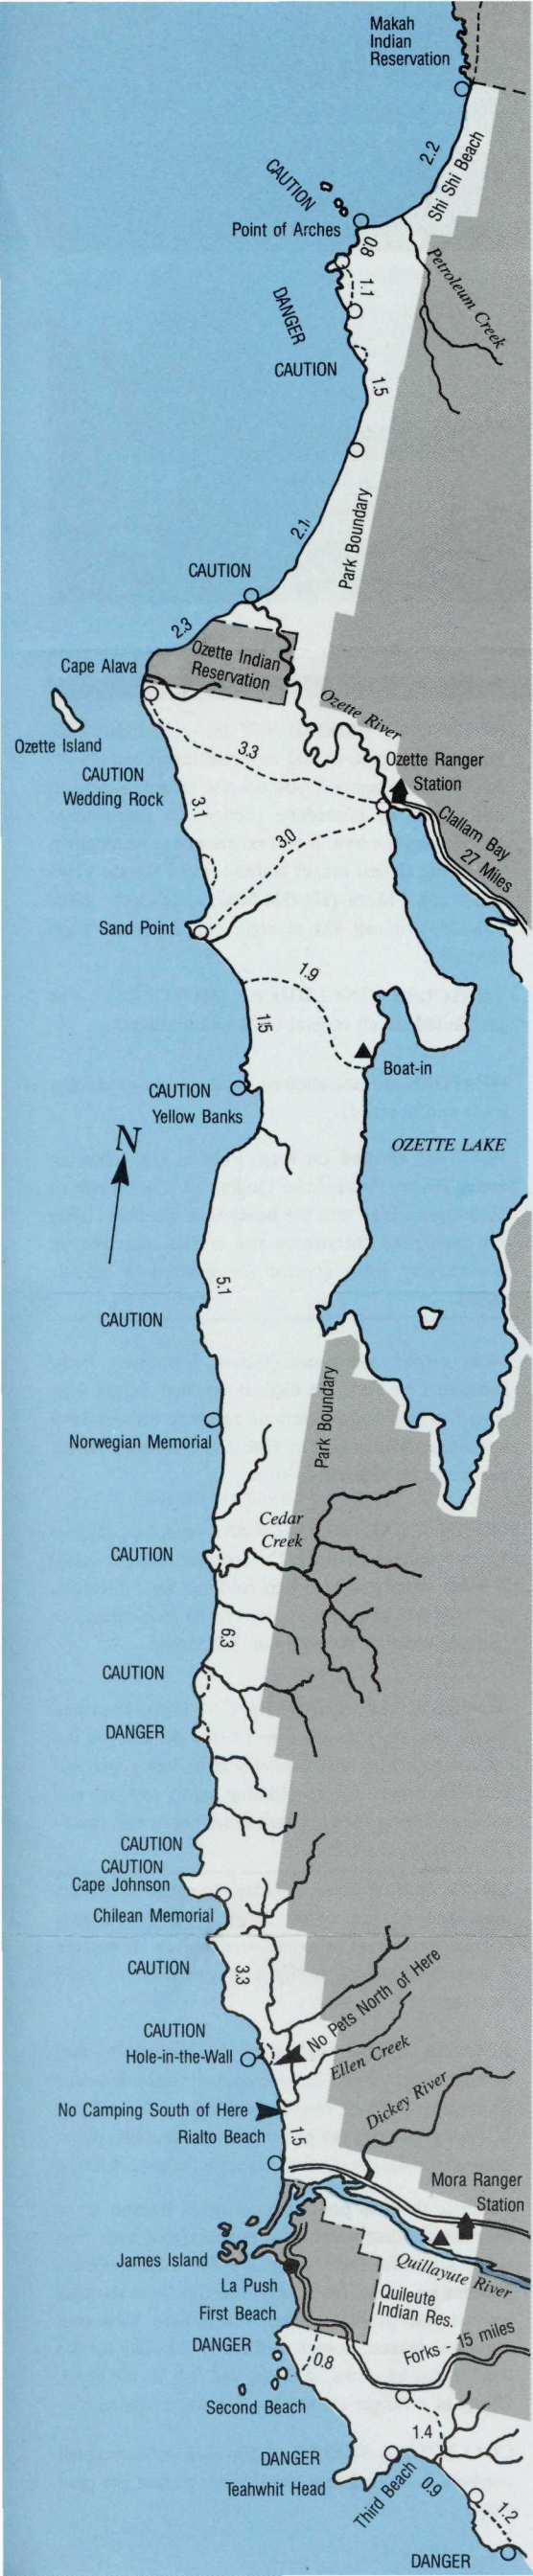 Makah
Indian
Reservation
2.2
Shi Shi Beach
CAUTION
Point of Arches
0.8
Petroleum Creek
1.1
DANGER
CAUTION
1.5
2.1
Park Boundary
CAUTION
2.3
Ozette Indian
Reservation
Cape Alava
Ozette River
Ozette Island
3.3
Ozette Ranger
Station
CAUTION
Wedding Rock
3.1
Clallam Bay
27 Miles
3.0
Sand Point
1.9
1.5
Boat-in
CAUTION
Yellow Banks
N
OZETTE LAKE
5.1
CAUTION
Park Boundary
Norwegian Memorial
Cedar
Creek
CAUTION
6.3
CAUTION
DANGER
CAUTION
CAUTION
Cape Johnson
Chilean Memorial
CAUTION
3.3
No Pets North of Here
CAUTION
Hole-in-the-Wall
Ellen Creek
No Camping South of Here
Dickey River
Rialto Beach
1.5
Mora Ranger
Station
James Island
Quillayute River
La Push
Quileute
Indian Res.
First Beach
Forks - 15 miles
DANGER
0.8
Second Beach
1.4
DANGER
Teahwhit Head
Third Beach
0.9
1.2
DANGER